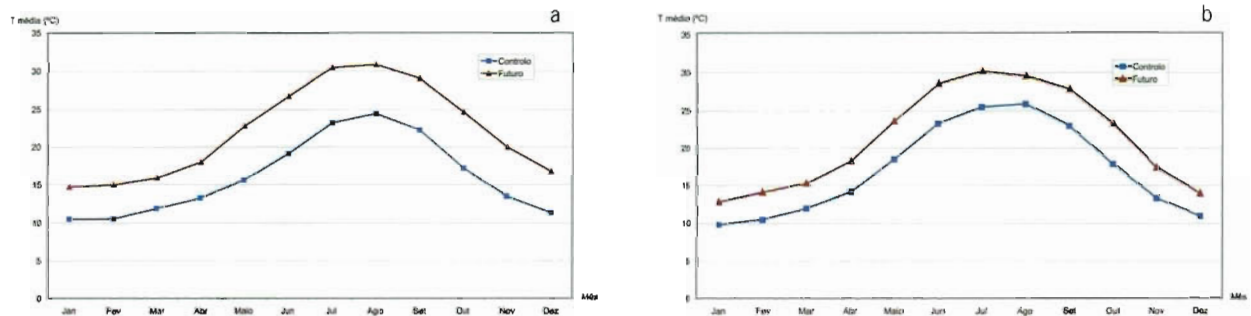 a
T média (°C)
35
30
25
20
15
10
5
0
Controlo
Futuro
Jan Fev Mar Abr Maio Jun Jul Ago Set Out Nov Dez
Mês
b
T média (°C)
35
30
25
20
15
10
5
0
Controlo
Futuro
Jan Fev Mar Abr Maio Jun Jul Ago Set Out Nov Dez
Mês